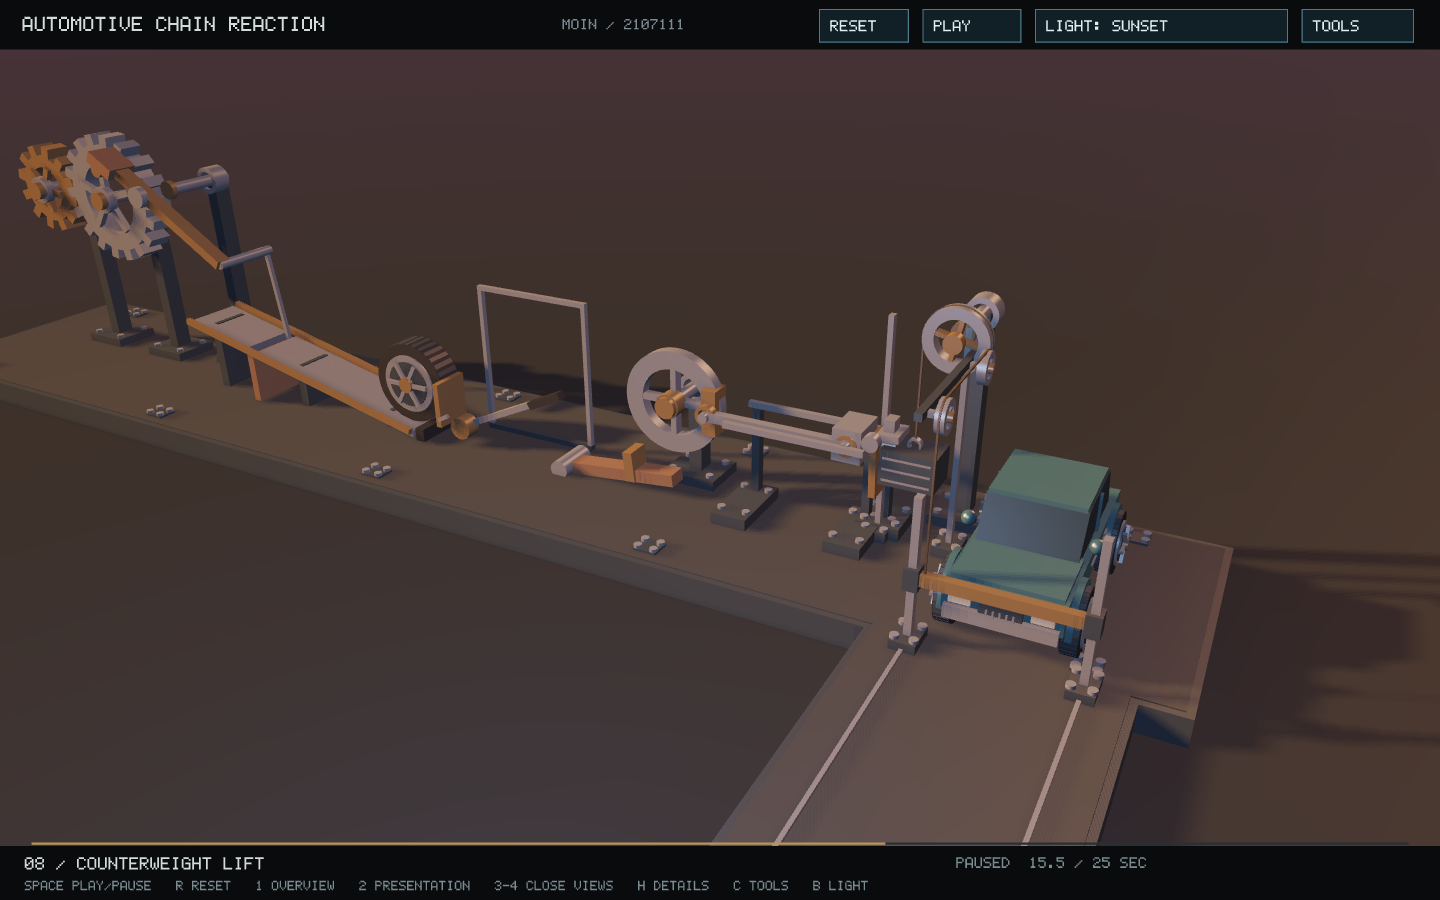 AUTOMOTIVE CHAIN REACTION
MOIN / 2107111
RESET
PLAY
LIGHT: SUNSET
TOOLS
08 / COUNTERWEIGHT LIFT
PAUSED 15.5 / 25 SEC
SPACE PLAY/PAUSE R RESET 1 OVERVIEW 2 PRESENTATION 3-4 CLOSE VIEWS H DETAILS C TOOLS B LIGHT